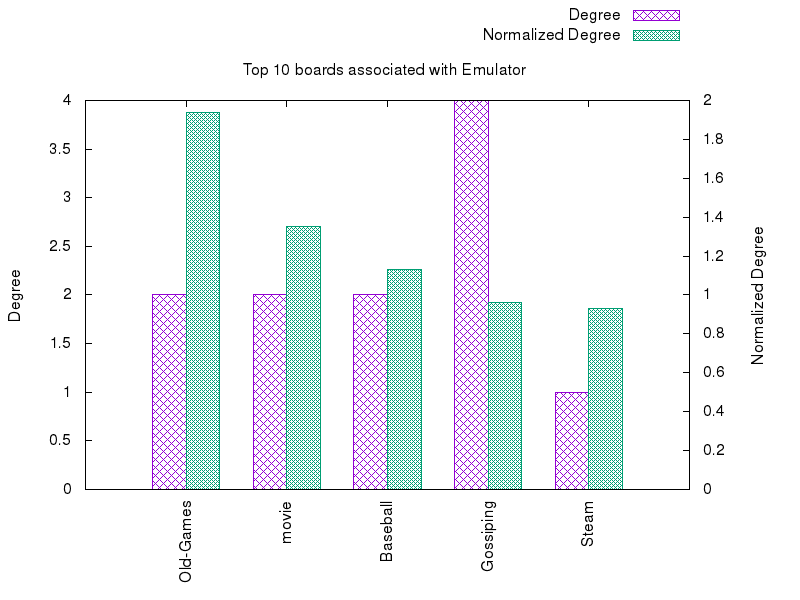 Degree
Normalized Degree
Top 10 boards associated with Emulator
4
3.5
3
2.5
2
1.5
1
0.5
0
Degree
2
1.8
1.6
1.4
1.2
1
0.8
0.6
0.4
0.2
0
Normalized Degree
Old-Games
movie
Baseball
Gossiping
Steam